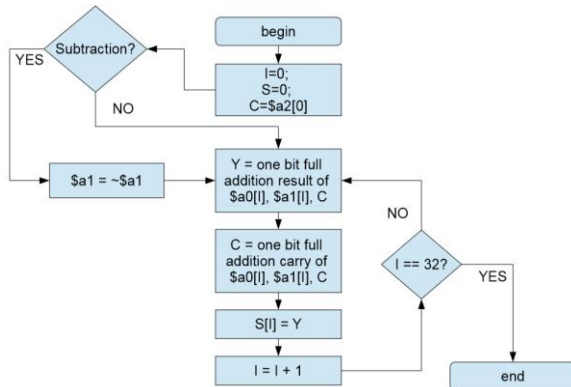 begin
I=0;
S=0;
C=$a2[0]
Subtraction?
YES
NO
$a1 = ~$a1
Y = one bit full
addition result of
$a0[I], $a1[I], C
C = one bit full
addition carry of
$a0[I], $a1[I], C
S[I] = Y
I = I + 1
I == 32?
NO
YES
end